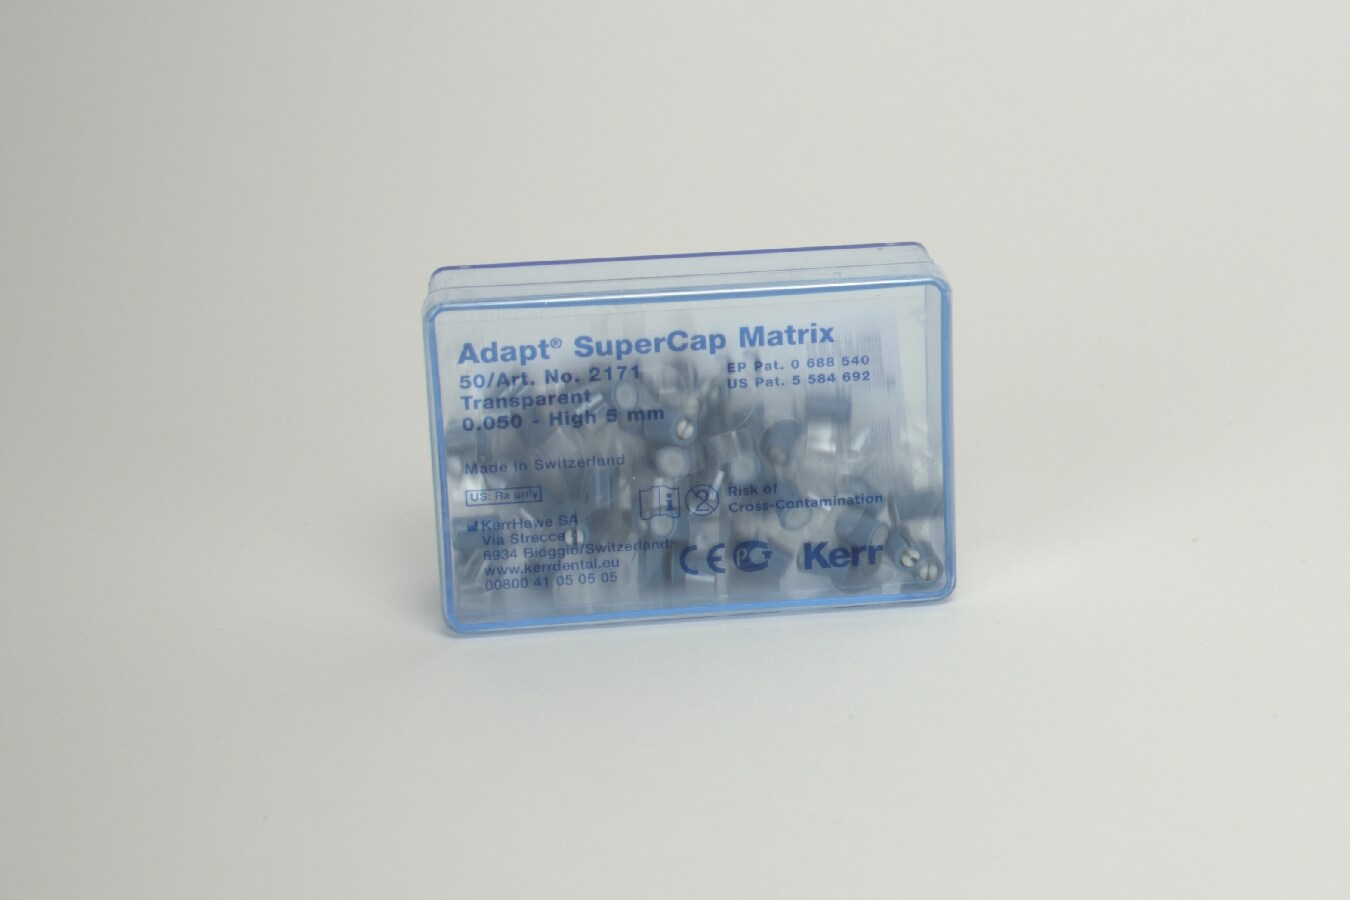 Adapt® SuperCap Matrix
50/Art. No. 2171
Transparent
0.050 - High 5 mm
EP Pat. 0 688 540
US Pat. 5 584 692
Made in Switzerland
US: Rx only
Risk of
Cross-Contamination
KerrHawe SA
Via Strecce 4
6934 Bioggio/Switzerland
www.kerrdental.eu
00800 41 05 05 05
CE
Kerr